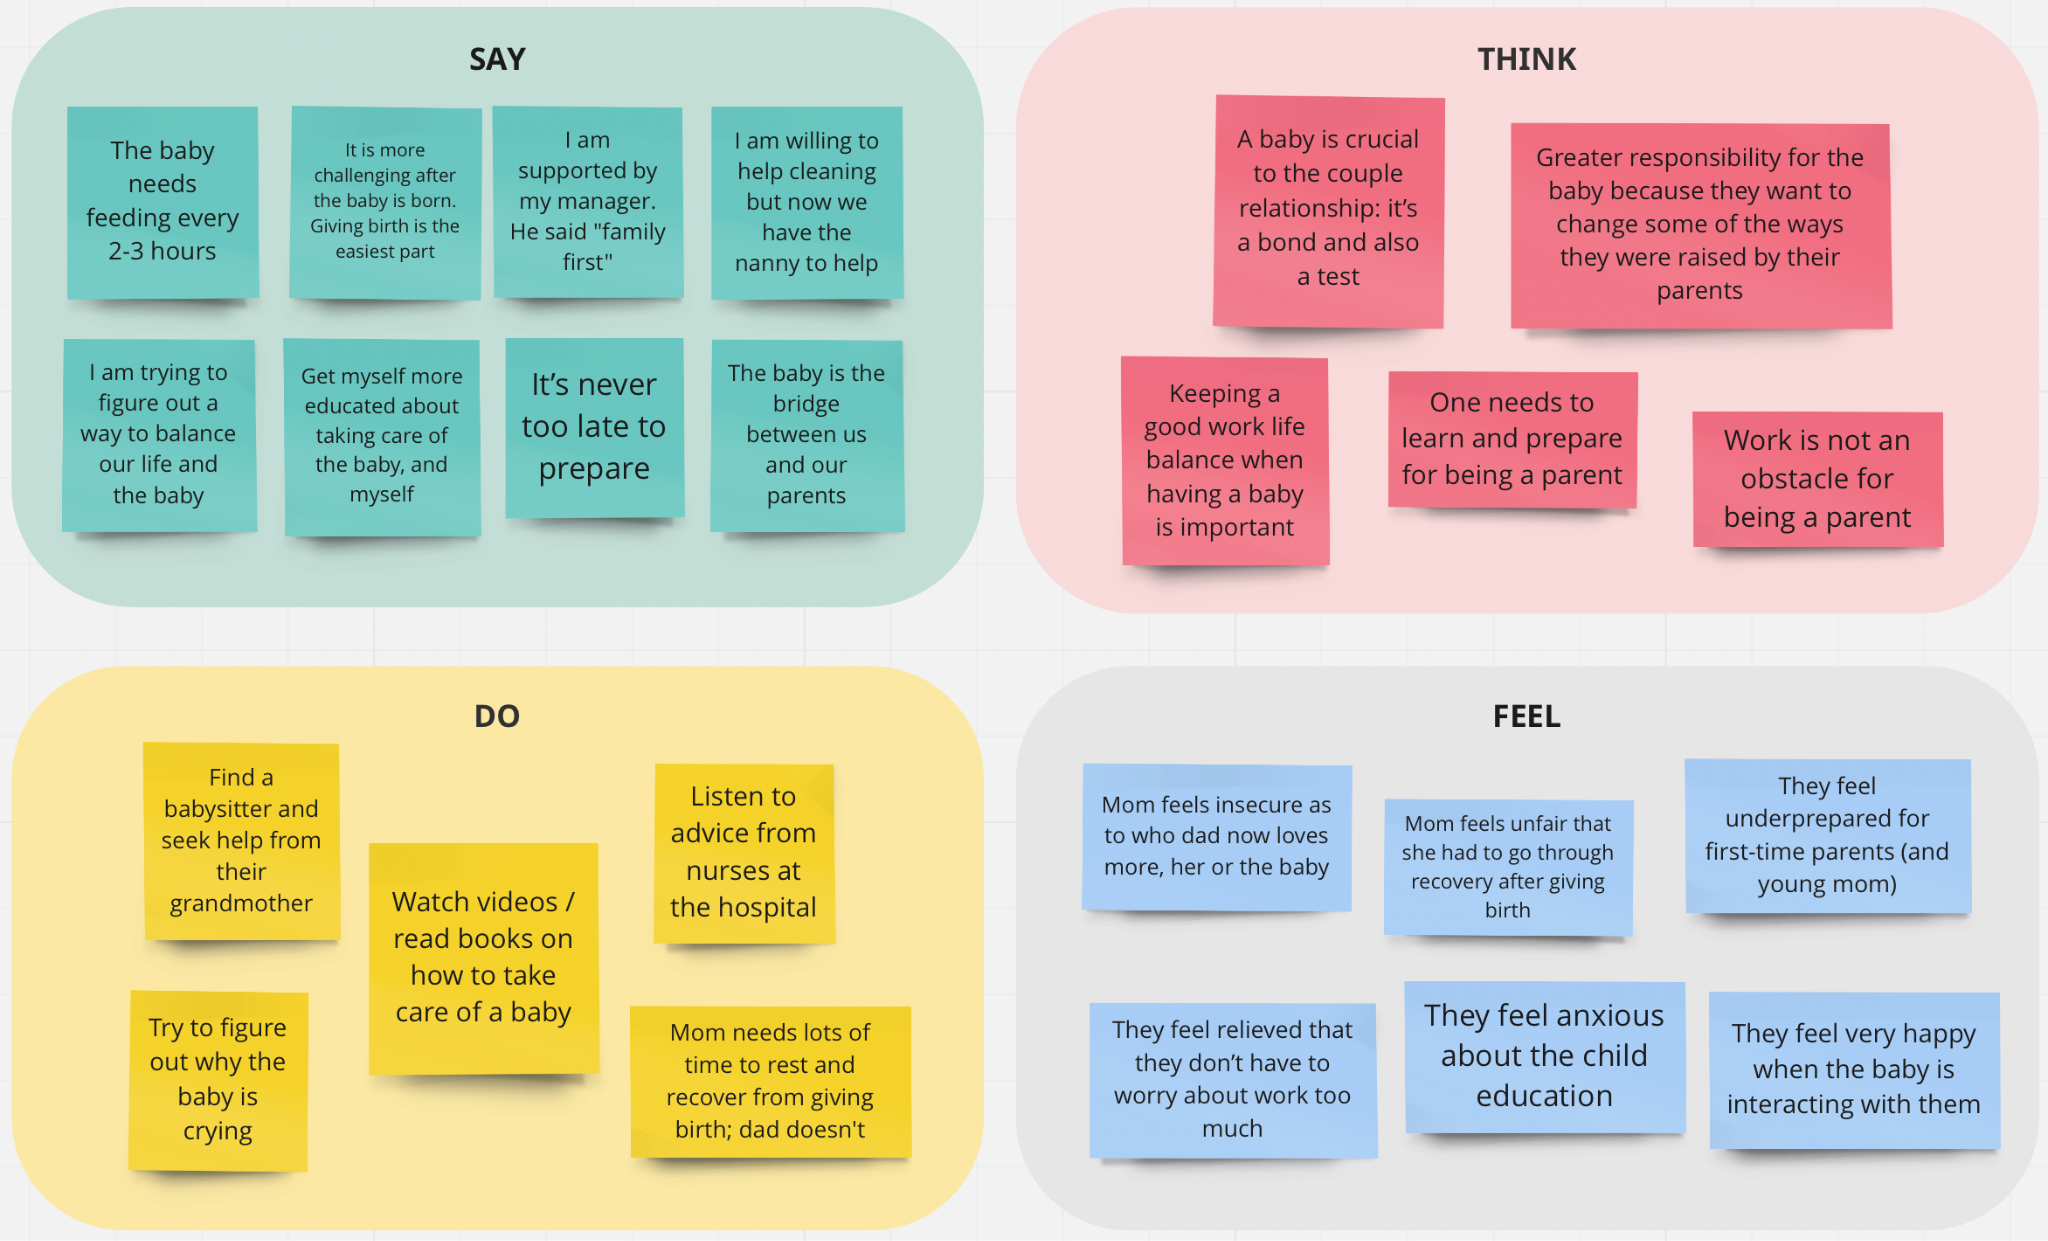 SAY
The baby
needs
feeding every
2-3 hours
It is more
challenging after
the baby is born.
Giving birth is the
easiest part
I am
supported by
my manager.
He said "family
first"
I am willing to
help cleaning
but now we
have the
nanny to help
I am trying to
figure out a
way to balance
our life and
the baby
Get myself more
educated about
taking care of
the baby, and
myself
It’s never
too late to
prepare
The baby is the
bridge
between us
and our
parents
THINK
A baby is crucial
to the couple
relationship: it’s
a bond and also
a test
Greater responsibility for the
baby because they want to
change some of the ways
they were raised by their
parents
Keeping a
good work life
balance when
having a baby
is important
One needs to
learn and prepare
for being a parent
Work is not an
obstacle for
being a parent
DO
Find a
babysitter and
seek help from
their
grandmother
Watch videos /
read books on
how to take
care of a baby
Listen to
advice from
nurses at
the hospital
Try to figure
out why the
baby is
crying
Mom needs lots of
time to rest and
recover from giving
birth; dad doesn't
FEEL
Mom feels insecure as
to who dad now loves
more, her or the baby
Mom feels unfair that
she had to go through
recovery after giving
birth
They feel
underprepared for
first-time parents (and
young mom)
They feel relieved that
they don’t have to
worry about work too
much
They feel anxious
about the child
education
They feel very happy
when the baby is
interacting with them